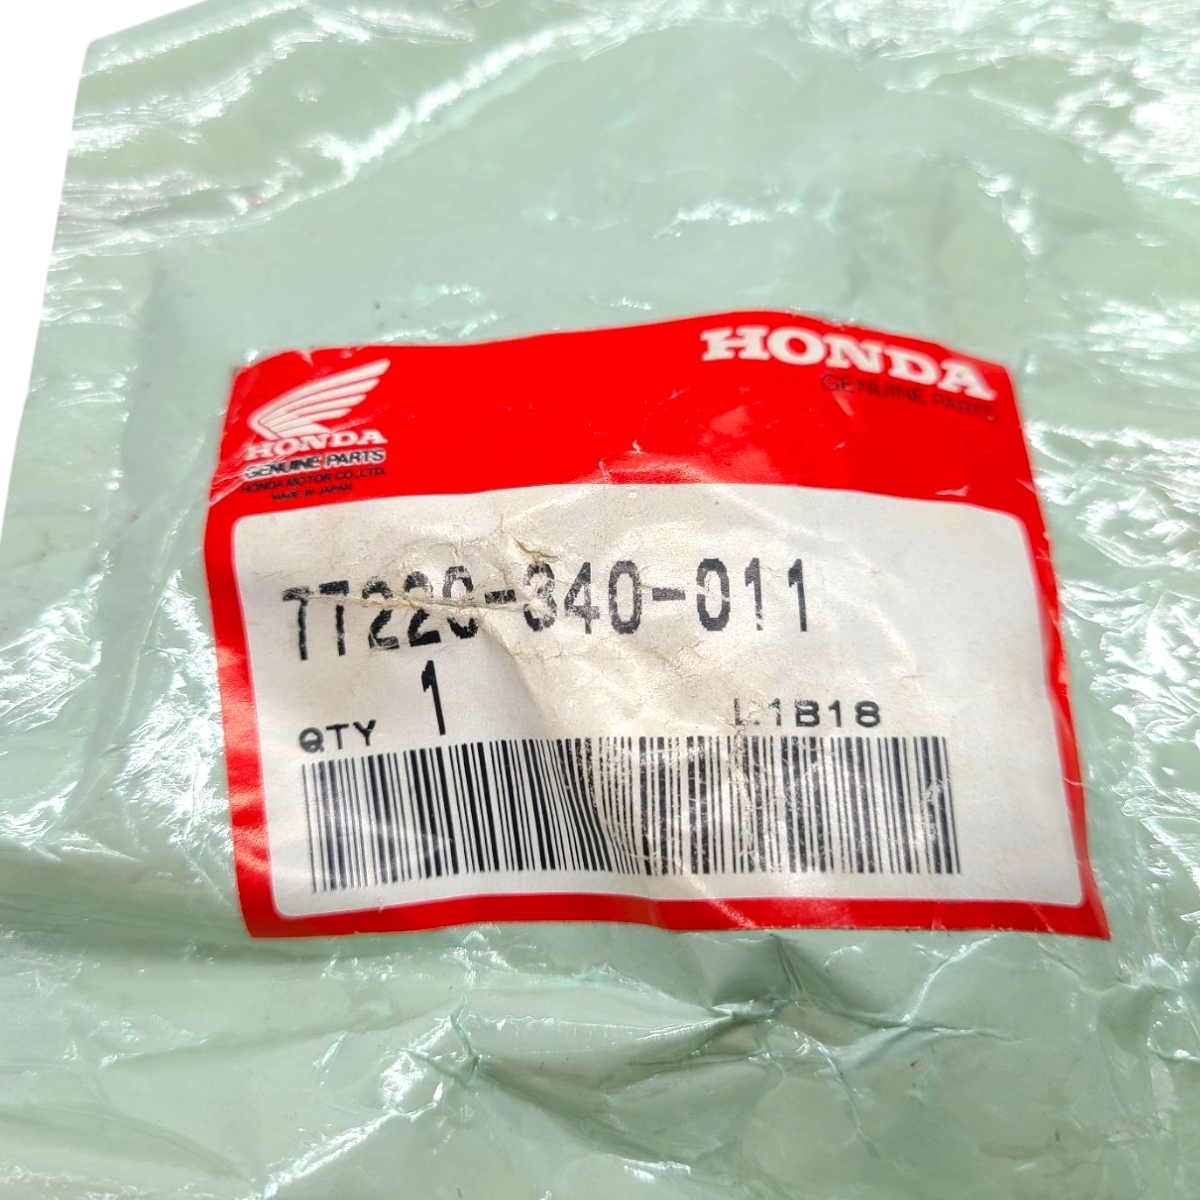 HONDA
GENUINE PARTS
HONDA
GENUINE PARTS
HONDA MOTOR CO.,LTD.
MADE IN JAPAN
77220-340-011
1
QTY
L1B18